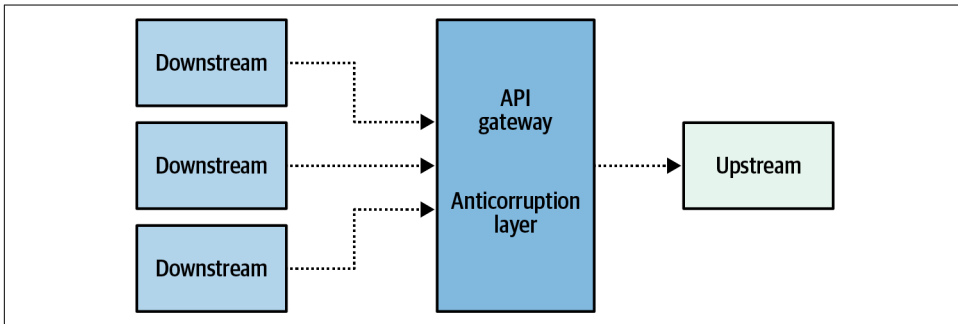 Downstream
Downstream
Downstream
API
gateway
Anticorruption
layer
Upstream